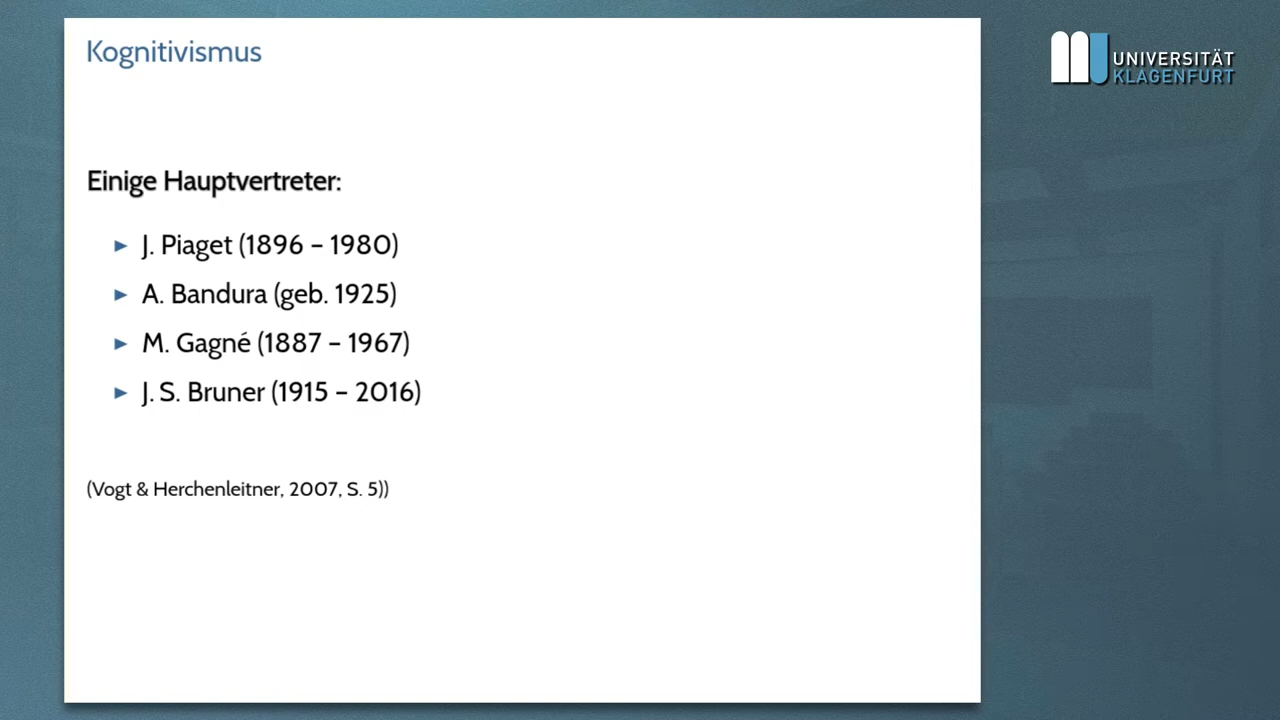 Kognitivismus
UNIVERSITÄT
KLAGENFURT
Einige Hauptvertreter:
► J. Piaget (1896 – 1980)
► A. Bandura (geb. 1925)
► M. Gagné (1887 – 1967)
► J. S. Bruner (1915 – 2016)
(Vogt & Herchenleitner, 2007, S. 5))